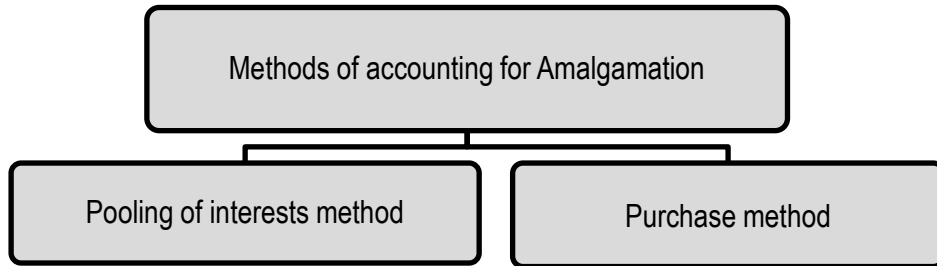 Methods of accounting for Amalgamation
Pooling of interests method
Purchase method